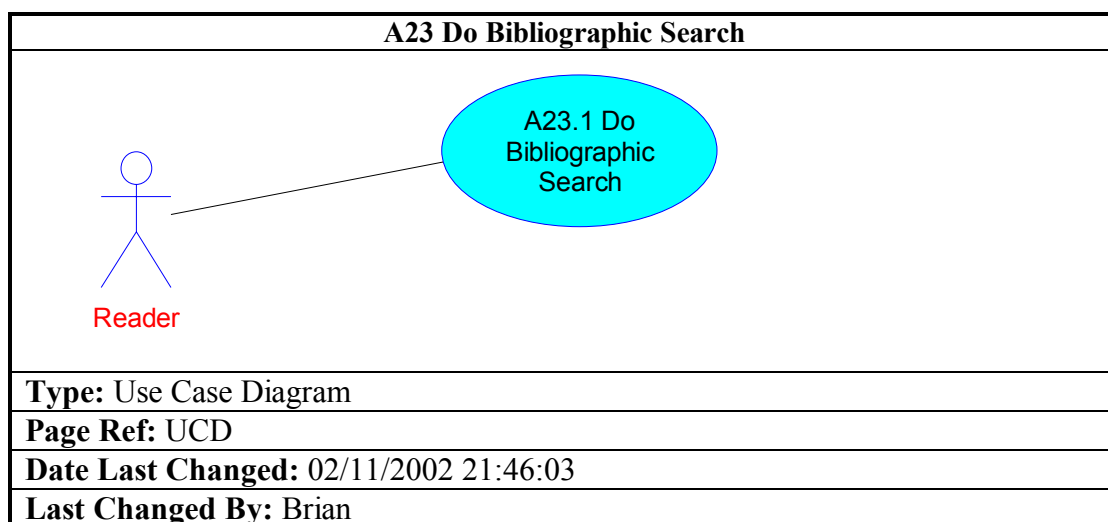 A23 Do Bibliographic Search
A23.1 Do
Bibliographic
Search
Reader
Type: Use Case Diagram
Page Ref: UCD
Date Last Changed: 02/11/2002 21:46:03
Last Changed By: Brian